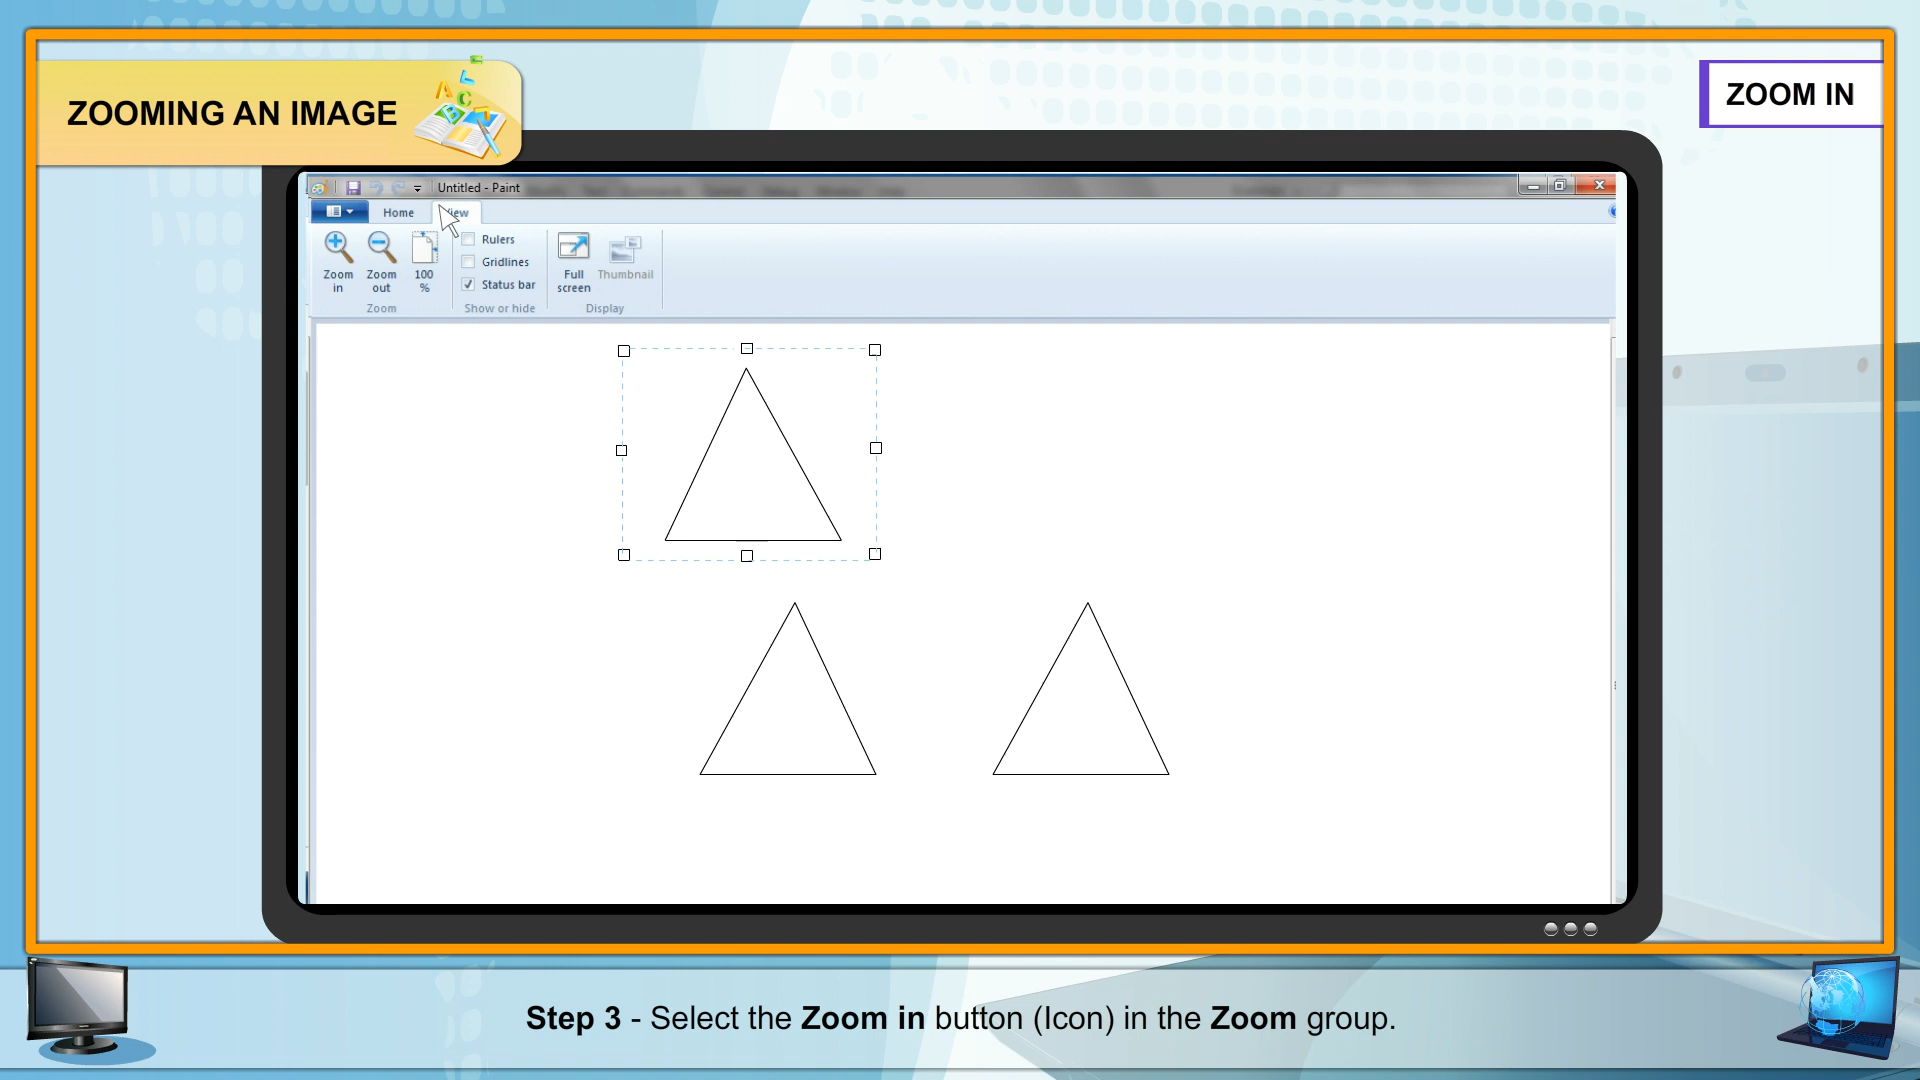 ZOOMING AN IMAGE
ZOOM IN
Untitled - Paint
Home
Zoom in
Zoom out
100 %
Rulers
Gridlines
Status bar
Full screen
Thumbnail
Zoom
Show or hide
Display
Step 3 - Select the Zoom in button (Icon) in the Zoom group.